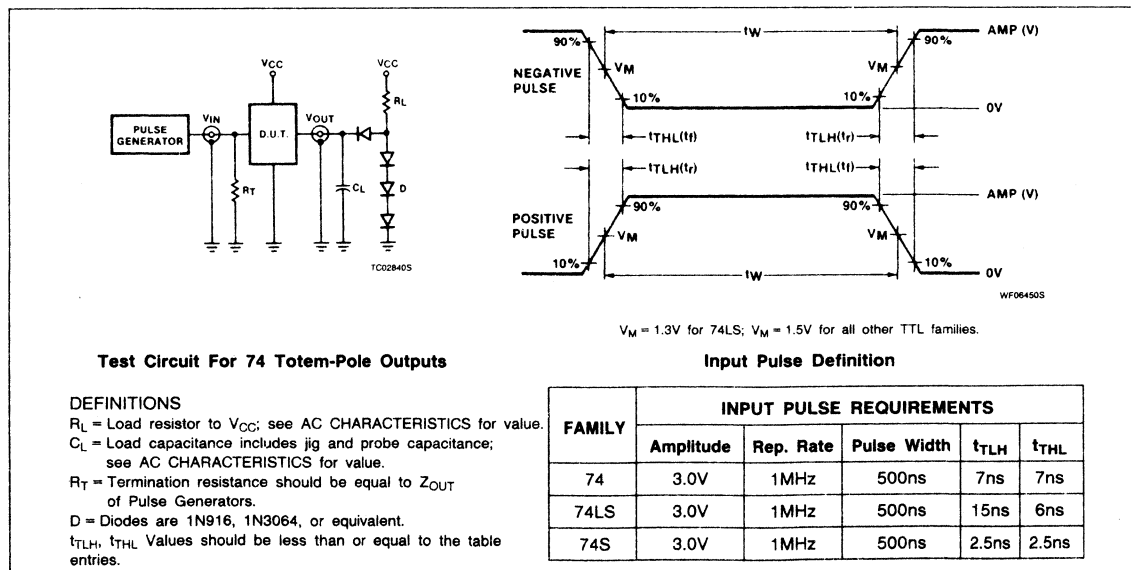 VCC
VCC
RL
PULSE
GENERATOR
VIN
D.U.T.
VOUT
RT
CL
D
TC02840S
tW
AMP (V)
90%
90%
NEGATIVE
PULSE
VM
VM
10%
10%
0V
tTHL(tf)
tTLH(tr)
tTLH(tr)
tTHL(tf)
AMP (V)
90%
90%
POSITIVE
PULSE
VM
VM
10%
10%
tW
0V
WF06450S
VM = 1.3V for 74LS; VM = 1.5V for all other TTL families.
Test Circuit For 74 Totem-Pole Outputs
Input Pulse Definition
DEFINITIONS
RL = Load resistor to VCC; see AC CHARACTERISTICS for value.
CL = Load capacitance includes jig and probe capacitance;
see AC CHARACTERISTICS for value.
RT = Termination resistance should be equal to ZOUT
of Pulse Generators.
D = Diodes are 1N916, 1N3064, or equivalent.
tTLH, tTHL Values should be less than or equal to the table
entries.
FAMILY INPUT PULSE REQUIREMENTS
Amplitude Rep. Rate Pulse Width tTLH tTHL
74 3.0V 1MHz 500ns 7ns 7ns
74LS 3.0V 1MHz 500ns 15ns 6ns
74S 3.0V 1MHz 500ns 2.5ns 2.5ns